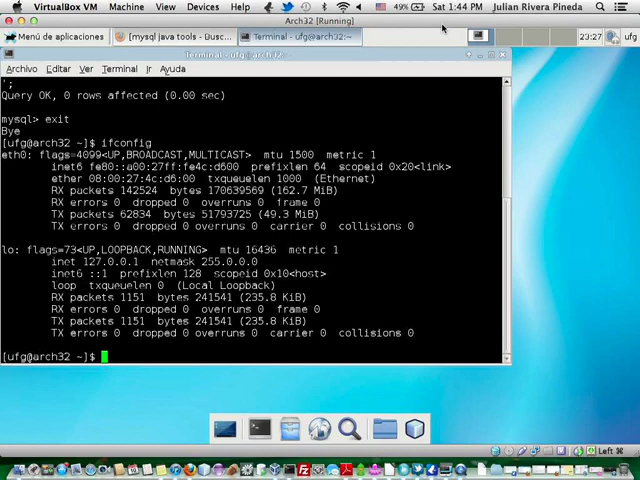 VirtualBox VM Machine View Devices Window Help 49% Sat 1:44 PM Julian Rivera Pineda
Arch32 [Running]
Menú de aplicaciones [mysql java tools - Busc... Terminal - ufg@arch32:~ 23:27 ufg
Terminal - ufg@arch32:~
Archivo Editar Ver Terminal Ir Ayuda
';
Query OK, 0 rows affected (0.00 sec)
mysql> exit
Bye
[ufg@arch32 ~]$ ifconfig
eth0: flags=4099<UP,BROADCAST,MULTICAST> mtu 1500 metric 1
inet6 fe80::a00:27ff:fe4c:d600 prefixlen 64 scopeid 0x20<link>
ether 08:00:27:4c:d6:00 txqueuelen 1000 (Ethernet)
RX packets 142524 bytes 170639569 (162.7 MiB)
RX errors 0 dropped 0 overruns 0 frame 0
TX packets 62834 bytes 51793725 (49.3 MiB)
TX errors 0 dropped 0 overruns 0 carrier 0 collisions 0
lo: flags=73<UP,LOOPBACK,RUNNING> mtu 16436 metric 1
inet 127.0.0.1 netmask 255.0.0.0
inet6 ::1 prefixlen 128 scopeid 0x10<host>
loop txqueuelen 0 (Local Loopback)
RX packets 1151 bytes 241541 (235.8 KiB)
RX errors 0 dropped 0 overruns 0 frame 0
TX packets 1151 bytes 241541 (235.8 KiB)
TX errors 0 dropped 0 overruns 0 carrier 0 collisions 0
[ufg@arch32 ~]$
Left ⌘